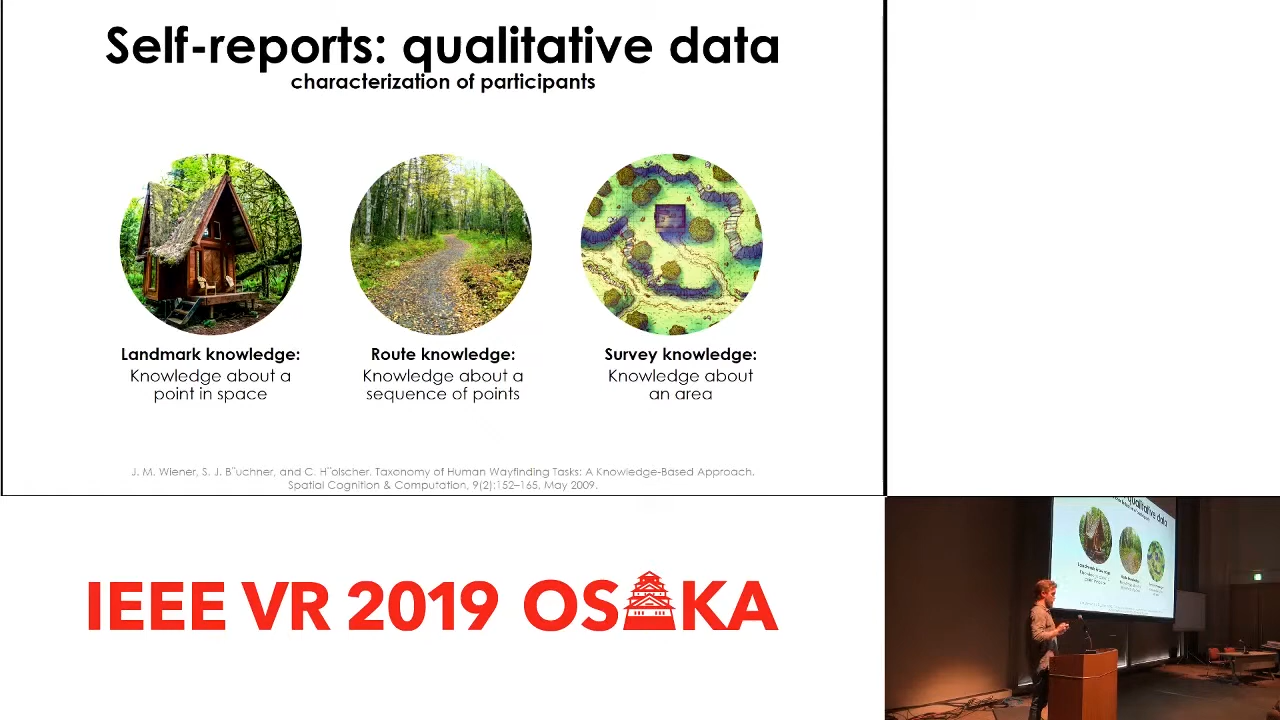 Self-reports: qualitative data
characterization of participants
Landmark knowledge:
Knowledge about a
point in space
Route knowledge:
Knowledge about a
sequence of points
Survey knowledge:
Knowledge about
an area
J. M. Wiener, S. J. B¨uchner, and C. H¨olscher. Taxonomy of Human Wayfinding Tasks: A Knowledge-Based Approach.
Spatial Cognition & Computation, 9(2):152–165, May 2009.
IEEE VR 2019 OSAKA